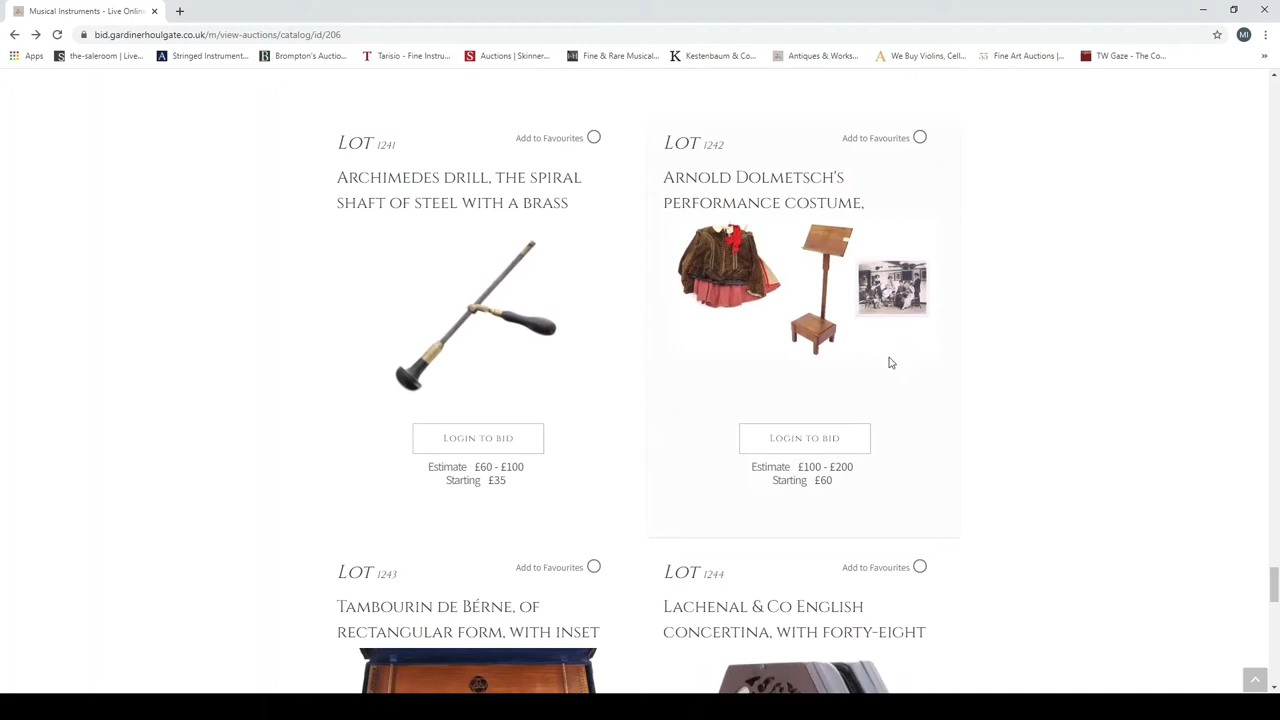 Musical Instruments - Live Onlin
bid.gardinerhoulgate.co.uk/m/view-auctions/catalog/id/206
MI
Apps
the-saleroom | Live...
Stringed Instrument...
Brompton's Auctio...
Tarisio - Fine Instru...
Auctions | Skinner...
Fine & Rare Musical...
Kestenbaum & Co...
Antiques & Works...
We Buy Violins, Cell...
Fine Art Auctions |...
TW Gaze - The Co...
Lot 1241
Add to Favourites
Archimedes drill, the spiral
shaft of steel with a brass
Login to bid
Estimate £60 - £100
Starting £35
Lot 1242
Add to Favourites
Arnold Dolmetsch's
performance costume,
Login to bid
Estimate £100 - £200
Starting £60
Lot 1243
Add to Favourites
Tambourin de Bérne, of
rectangular form, with inset
Lot 1244
Add to Favourites
Lachenal & Co English
concertina, with forty-eight